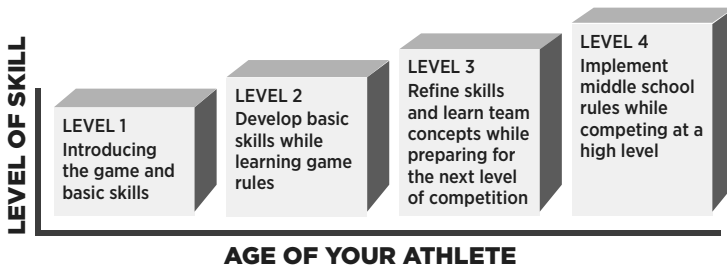 LEVEL OF SKILL
LEVEL 1
Introducing
the game and
basic skills
LEVEL 2
Develop basic
skills while
learning game
rules
LEVEL 3
Refine skills
and learn team
concepts while
preparing for
the next level
of competition
LEVEL 4
Implement
middle school
rules while
competing at a
high level
AGE OF YOUR ATHLETE